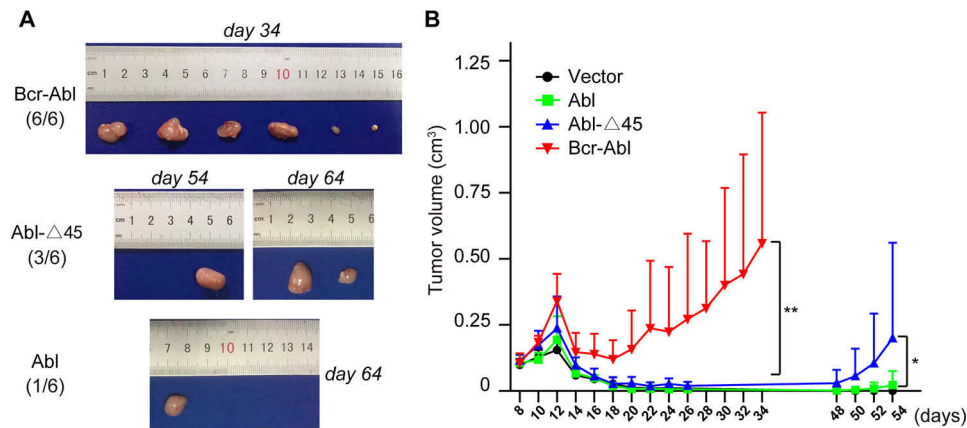 A
day 34
Bcr-Abl
(6/6)
cm 1 2 3 4 5 6 7 8 9 10 11 12 13 14 15 16
day 54
day 64
Abl-△45
(3/6)
cm 1 2 3 4 5 6
cm 1 2 3 4 5 6
Abl
(1/6)
7 8 9 10 11 12 13 14
day 64
B
Tumor volume (cm³)
1.25
1.00
0.75
0.50
0.25
0
Vector
Abl
Abl-△45
Bcr-Abl
**
*
8 10 12 14 16 18 20 22 24 26 28 30 32 34 48 50 52 54 (days)